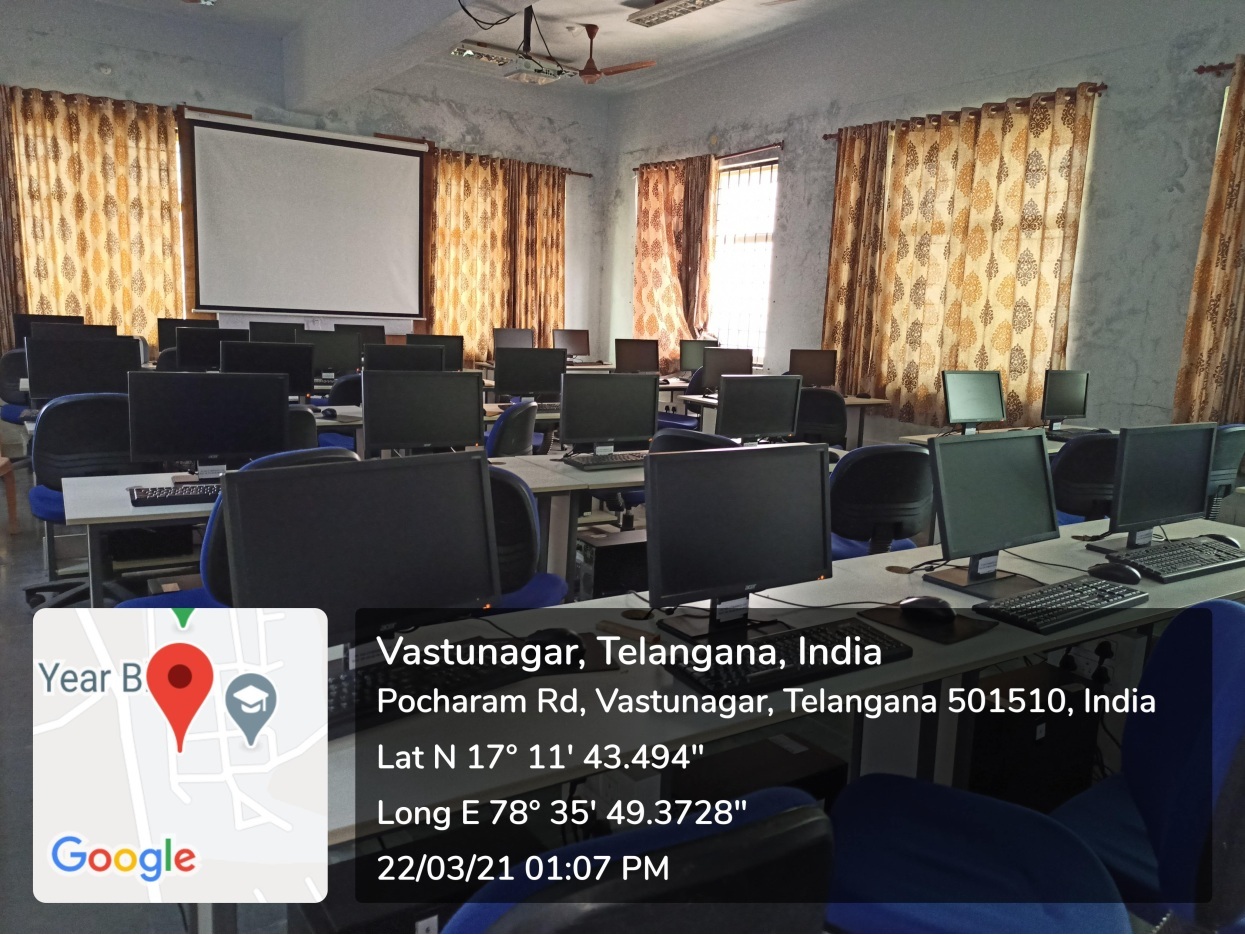 Year B
Google
Vastunagar, Telangana, India
Pocharam Rd, Vastunagar, Telangana 501510, India
Lat N 17° 11' 43.494"
Long E 78° 35' 49.3728"
22/03/21 01:07 PM
acer